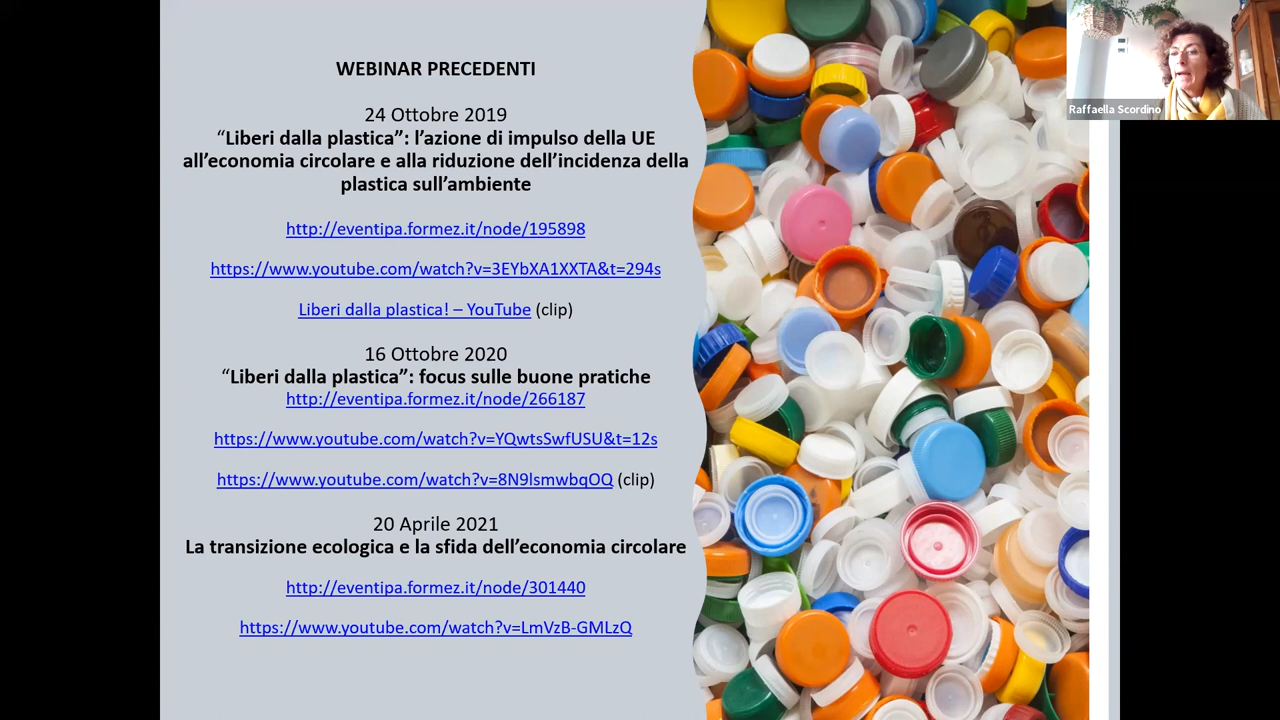 WEBINAR PRECEDENTI
24 Ottobre 2019
“Liberi dalla plastica”: l’azione di impulso della UE
all’economia circolare e alla riduzione dell’incidenza della
plastica sull’ambiente
http://eventipa.formez.it/node/195898
https://www.youtube.com/watch?v=3EYbXA1XXTA&t=294s
Liberi dalla plastica! – YouTube (clip)
16 Ottobre 2020
“Liberi dalla plastica”: focus sulle buone pratiche
http://eventipa.formez.it/node/266187
https://www.youtube.com/watch?v=YQwtsSwfUSU&t=12s
https://www.youtube.com/watch?v=8N9lsmwbqOQ (clip)
20 Aprile 2021
La transizione ecologica e la sfida dell’economia circolare
http://eventipa.formez.it/node/301440
https://www.youtube.com/watch?v=LmVzB-GMLzQ
Raffaella Scordino